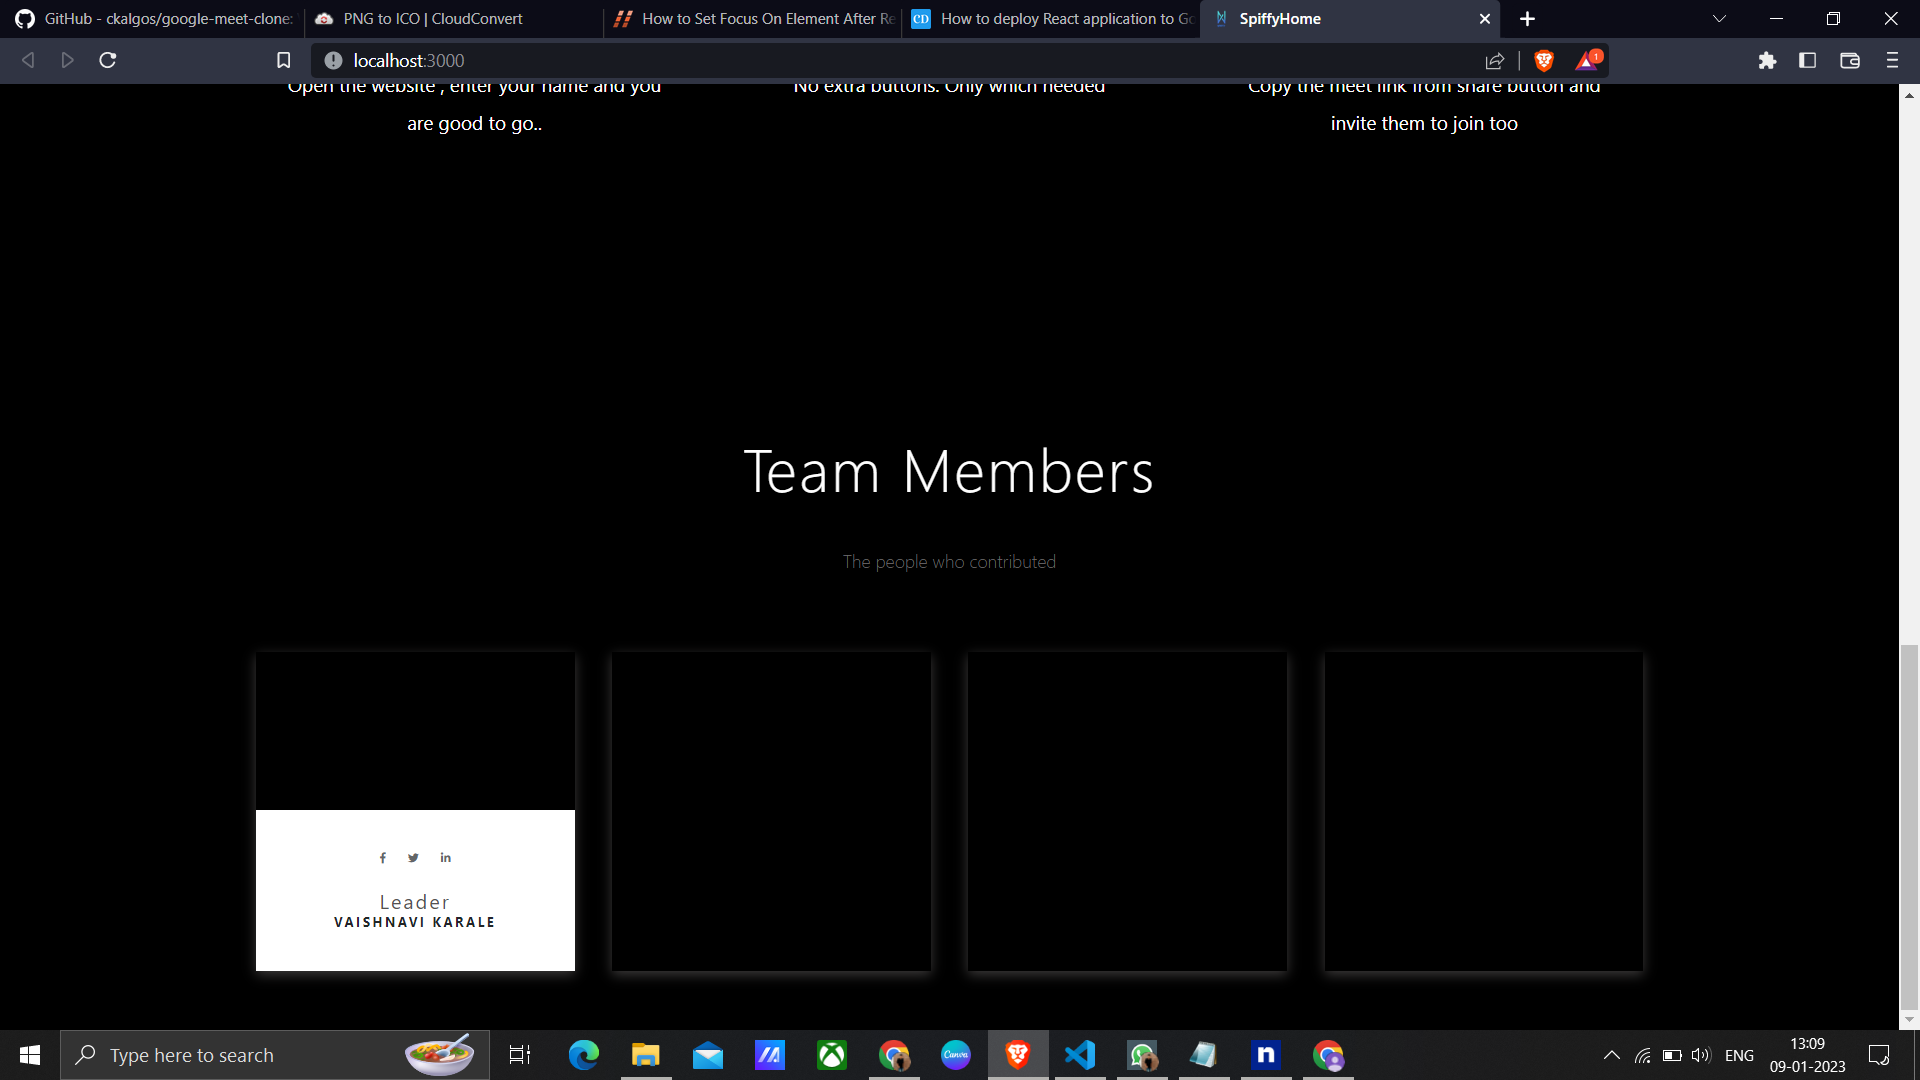 GitHub - ckalgos/google-meet-clone:
PNG to ICO | CloudConvert
How to Set Focus On Element After Re
CD
How to deploy React application to Go
SpiffyHome
localhost:3000
1
Open the website , enter your name and you
are good to go..
No extra buttons. Only which needed
Copy the meet link from share button and
invite them to join too
Team Members
The people who contributed
Leader
VAISHNAVI KARALE
Type here to search
Canva
n
ENG
13:09
09-01-2023